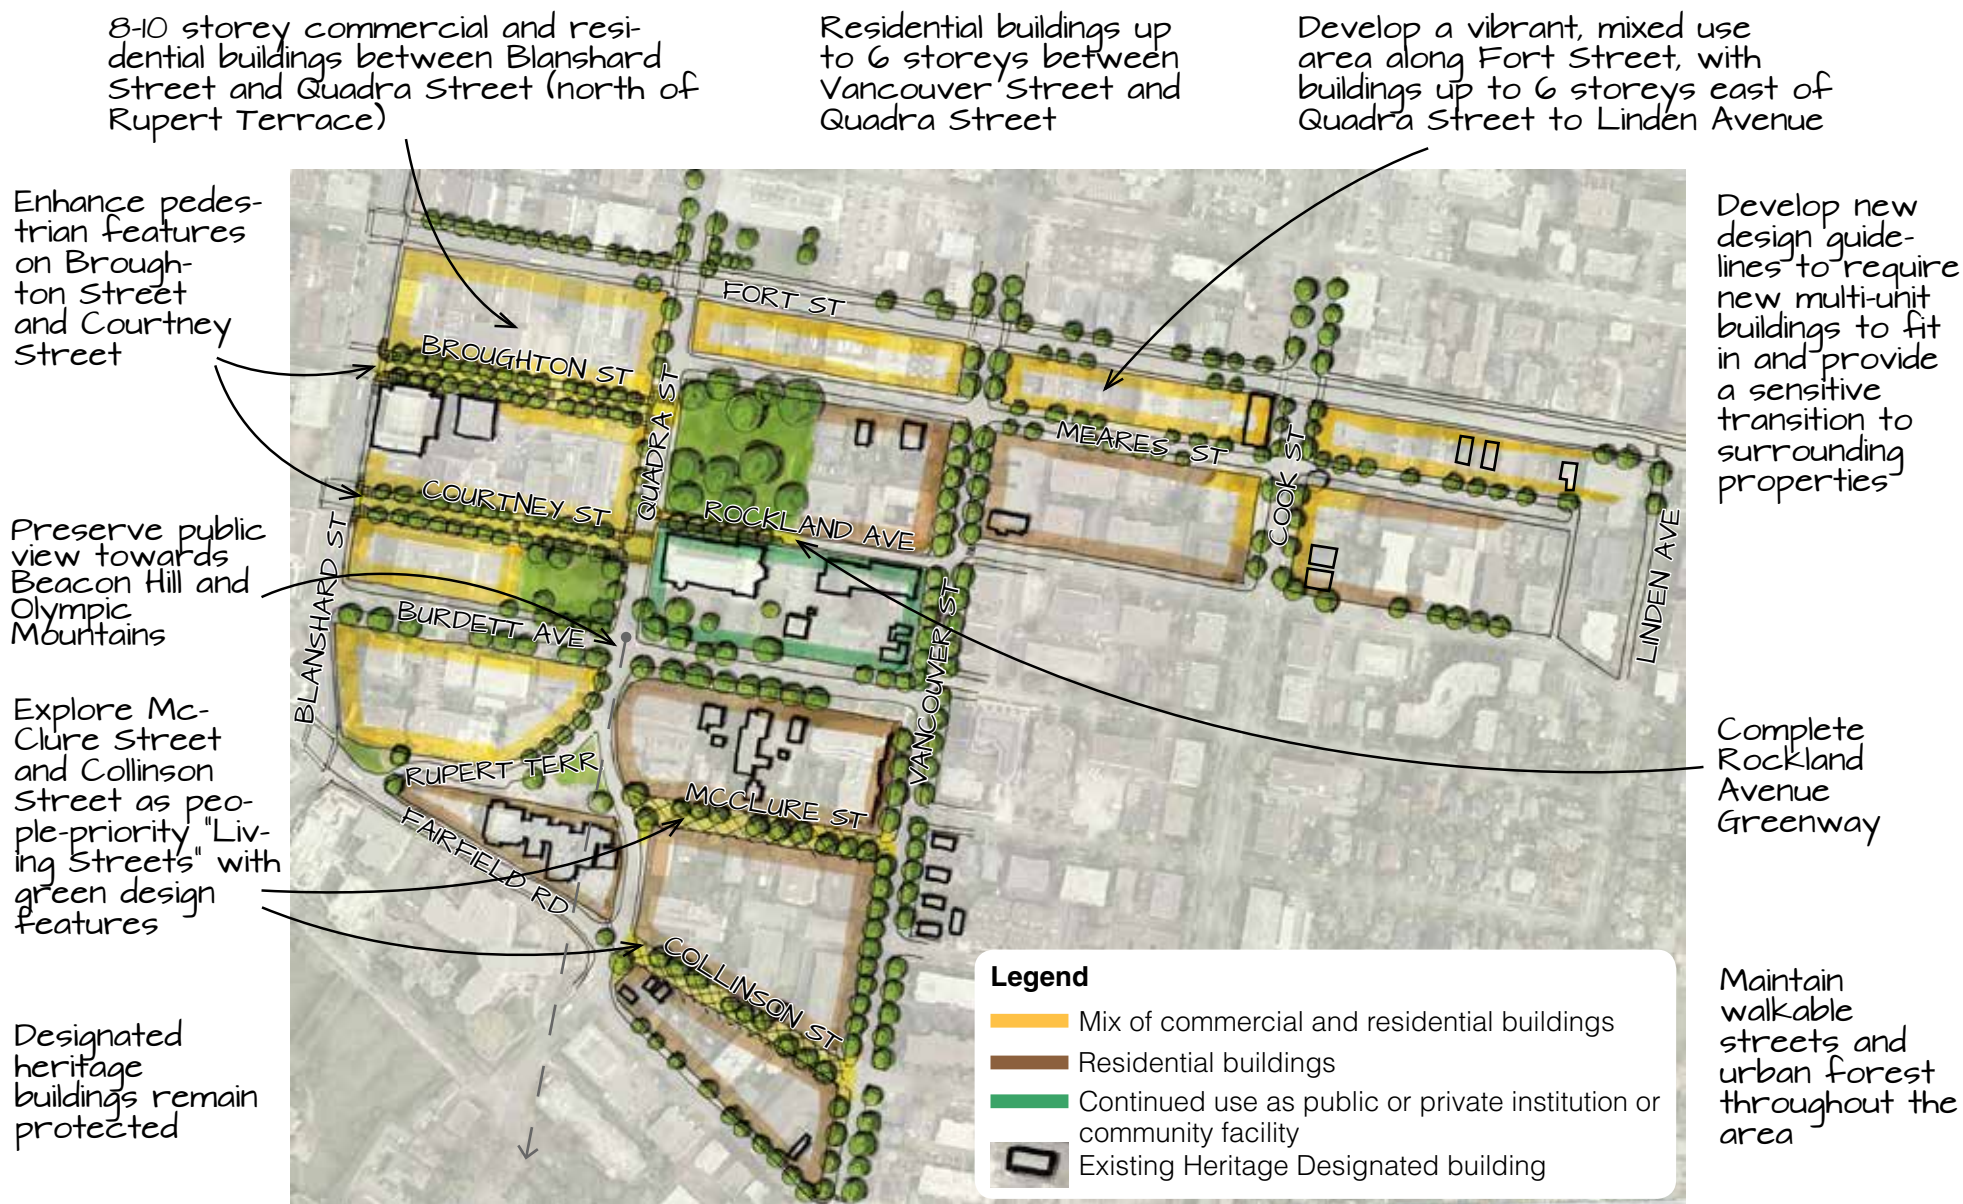 8-10 storey commercial and resi-
dential buildings between Blanshard
Street and Quadra Street (north of
Rupert Terrace)
Residential buildings up
to 6 storeys between
Vancouver Street and
Quadra Street
Develop a vibrant, mixed use
area along Fort Street, with
buildings up to 6 storeys east of
Quadra Street to Linden Avenue
Enhance pedes-
trian features
on Brough-
ton Street
and Courtney
Street
Preserve public
view towards
Beacon Hill and
Olympic
Mountains
Explore Mc-
Clure Street
and Collinson
Street as peo-
ple-priority "Liv-
ing Streets" with
green design
features
Designated
heritage
buildings remain
protected
FORT ST
BROUGHTON ST
QUADRA ST
MEARES ST
COOK ST
COURTNEY ST
ROCKLAND AVE
BLANSHARD ST
LINDEN AVE
BURDETT AVE
VANCOUVER ST
RUPERT TERR
MCCLURE ST
FAIRFIELD RD
COLLINSON ST
Develop new
design guide-
lines to require
new multi-unit
buildings to fit
in and provide
a sensitive
transition to
surrounding
properties
Complete
Rockland
Avenue
Greenway
Maintain
walkable
streets and
urban forest
throughout the
area
Legend
Mix of commercial and residential buildings
Residential buildings
Continued use as public or private institution or
community facility
Existing Heritage Designated building